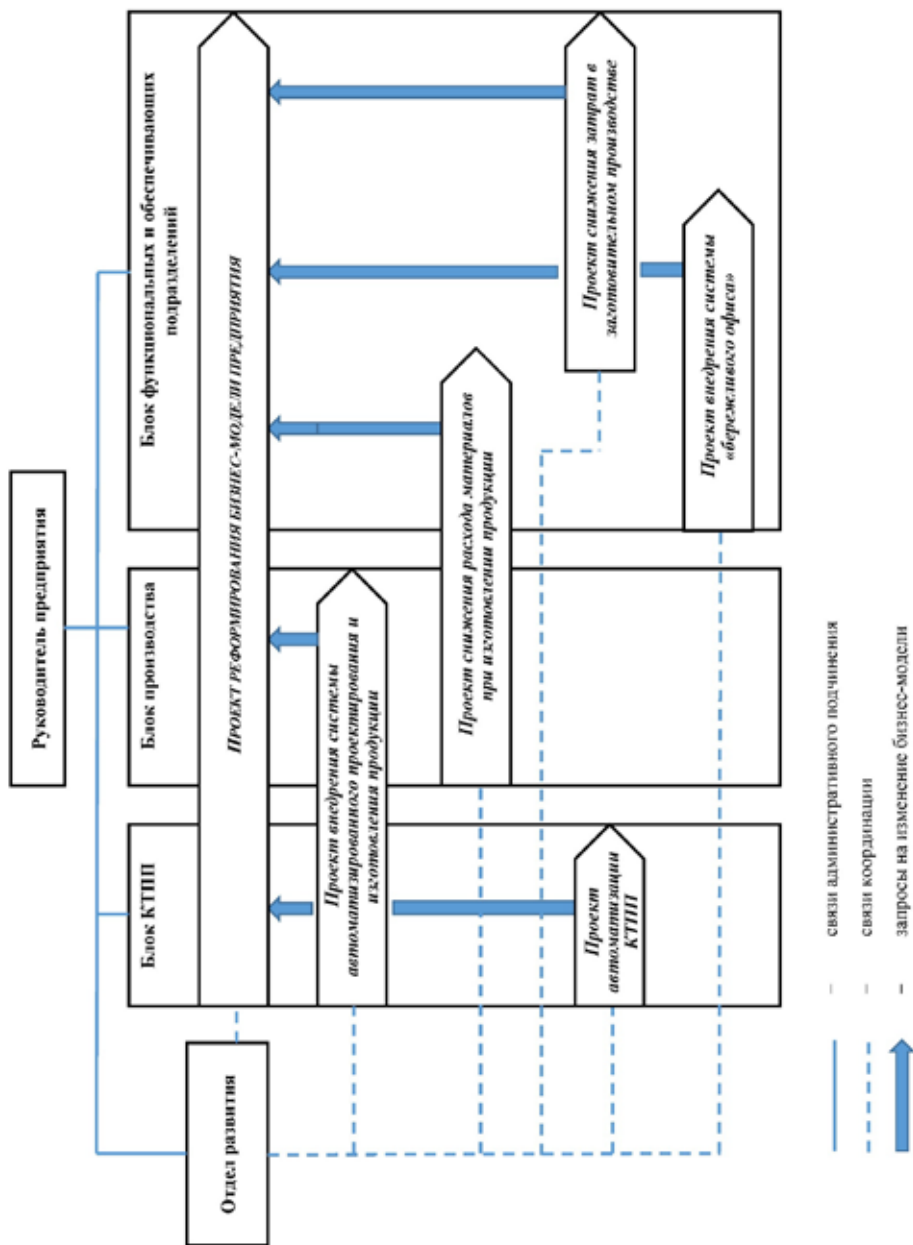 Руководитель предприятия
Отдел развития
Блок КТПП
Блок производства
Блок функциональных и обеспечивающих
подразделений
ПРОЕКТ РЕФОРМИРОВАНИЯ БИЗНЕС-МОДЕЛИ ПРЕДПРИЯТИЯ
Проект внедрения системы
автоматизированного проектирования и
изготовления продукции
Проект снижения расхода материалов
при изготовлении продукции
Проект снижения затрат в
заготовительном производстве
Проект
автоматизации
КТПП
Проект внедрения системы
«бережливого офиса»
– связи административного подчинения
– связи координации
– запросы на изменение бизнес-модели